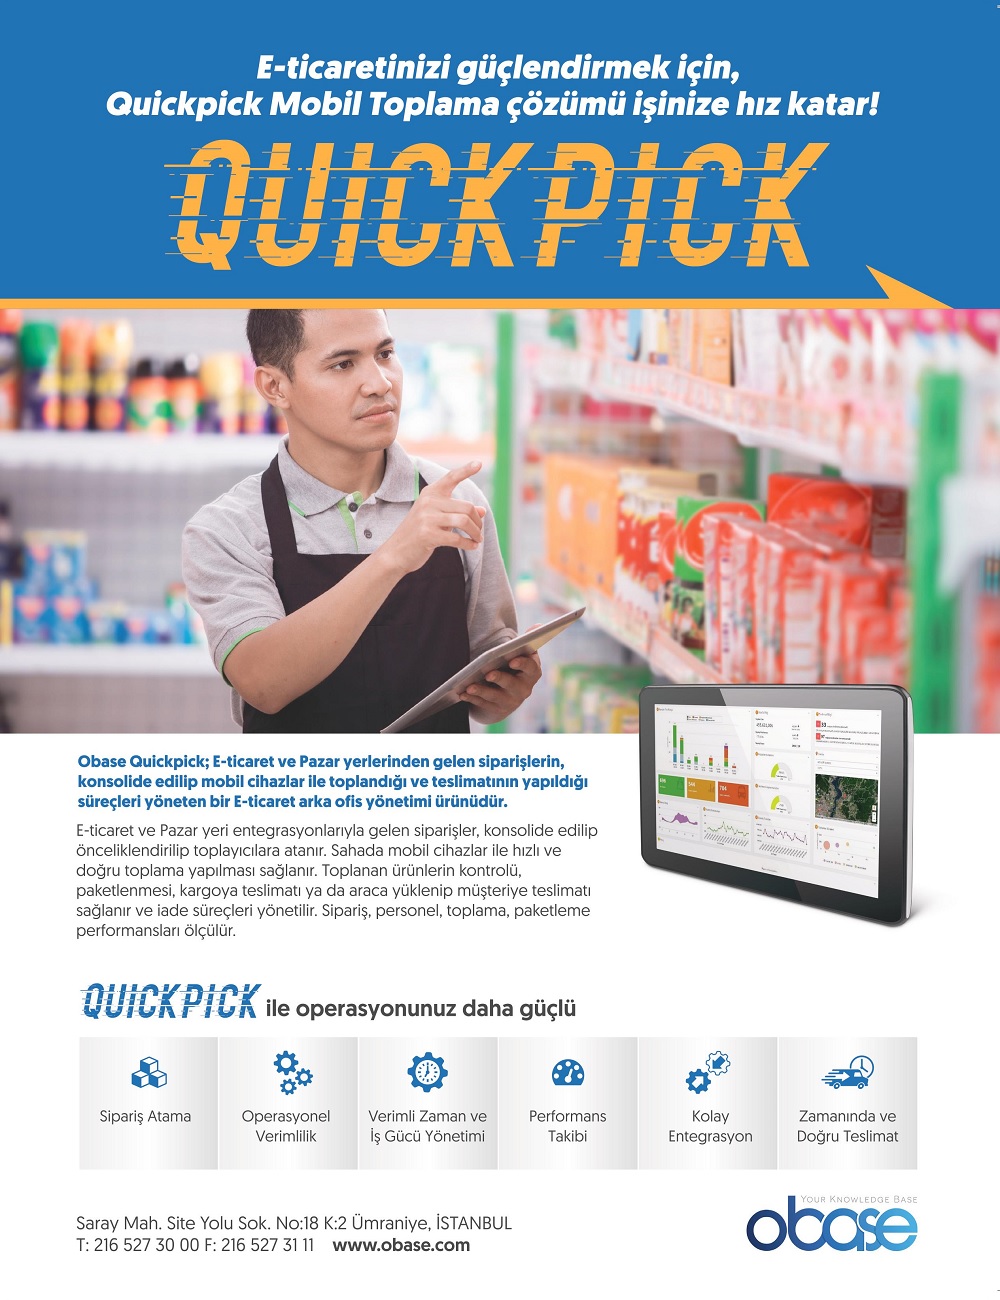 E-ticaretinizi güçlendirmek için,
Quickpick Mobil Toplama çözümü işinize hız katar!
QUICKPICK
Obase Quickpick; E-ticaret ve Pazar yerlerinden gelen siparişlerin,
konsolide edilip mobil cihazlar ile toplandığı ve teslimatının yapıldığı
süreçleri yöneten bir E-ticaret arka ofis yönetimi ürünüdür.
E-ticaret ve Pazar yeri entegrasyonlarıyla gelen siparişler, konsolide edilip
önceliklendirilip toplayıcılara atanır. Sahada mobil cihazlar ile hızlı ve
doğru toplama yapılması sağlanır. Toplanan ürünlerin kontrolü,
paketlenmesi, kargoya teslimatı ya da araca yüklenip müşteriye teslimatı
sağlanır ve iade süreçleri yönetilir. Sipariş, personel, toplama, paketleme
performansları ölçülür.
QUICKPICK ile operasyonunuz daha güçlü
Sipariş Atama
Operasyonel
Verimlilik
Verimli Zaman ve
İş Gücü Yönetimi
Performans
Takibi
Kolay
Entegrasyon
Zamanında ve
Doğru Teslimat
Saray Mah. Site Yolu Sok. No:18 K:2 Ümraniye, İSTANBUL
T: 216 527 30 00 F: 216 527 31 11 www.obase.com
YOUR KNOWLEDGE BASE
obase